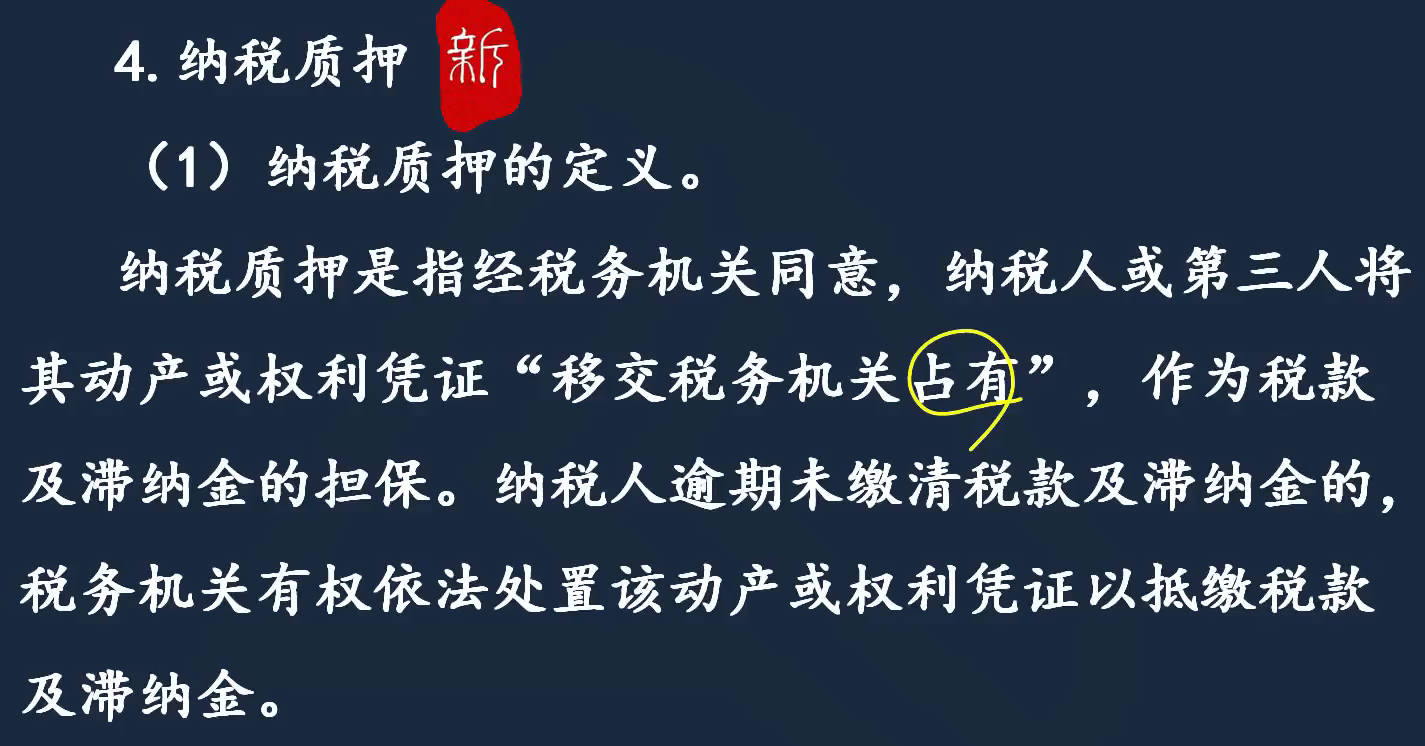 4. 纳税质押 新
（1）纳税质押的定义。
纳税质押是指经税务机关同意，纳税人或第三人将
其动产或权利凭证“移交税务机关占有”，作为税款
及滞纳金的担保。纳税人逾期未缴清税款及滞纳金的，
税务机关有权依法处置该动产或权利凭证以抵缴税款
及滞纳金。